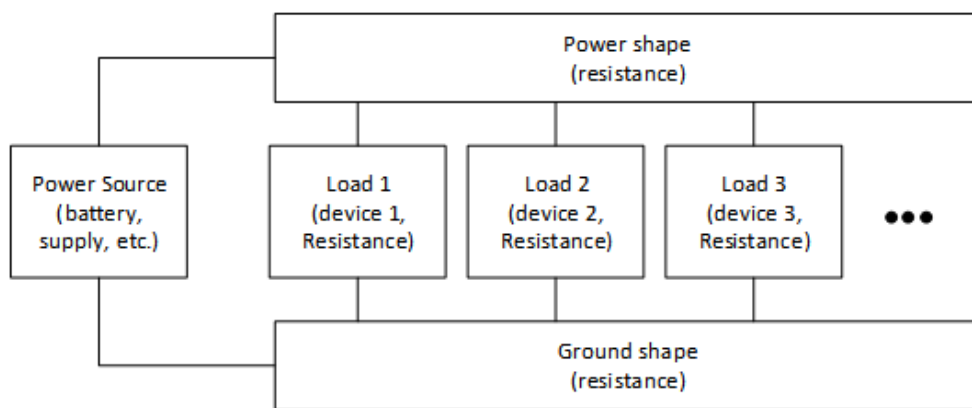 Power shape
(resistance)
Power Source
(battery,
supply, etc.)
Load 1
(device 1,
Resistance)
Load 2
(device 2,
Resistance)
Load 3
(device 3,
Resistance)
Ground shape
(resistance)